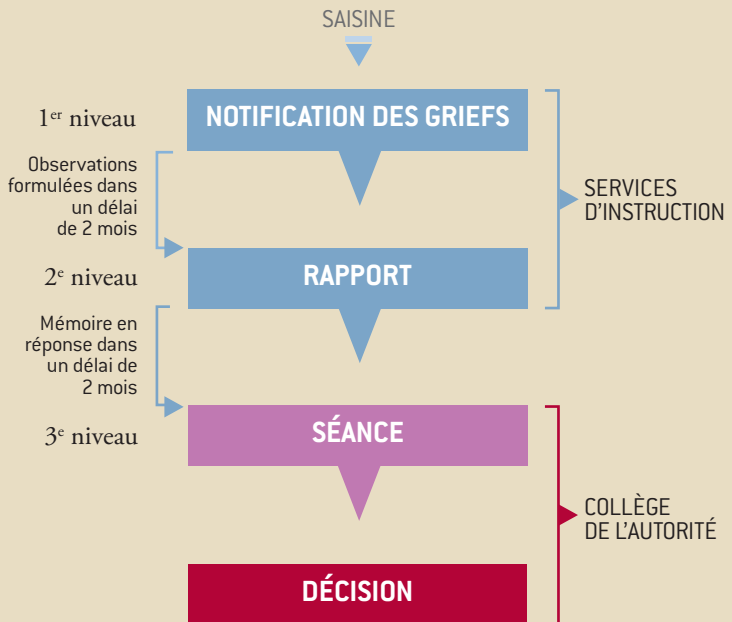 SAISINE
1er niveau
NOTIFICATION DES GRIEFS
Observations
formulées dans
un délai
de 2 mois
SERVICES
D'INSTRUCTION
2e niveau
RAPPORT
Mémoire en
réponse dans
un délai de
2 mois
3e niveau
SÉANCE
COLLÈGE
DE L'AUTORITÉ
DÉCISION